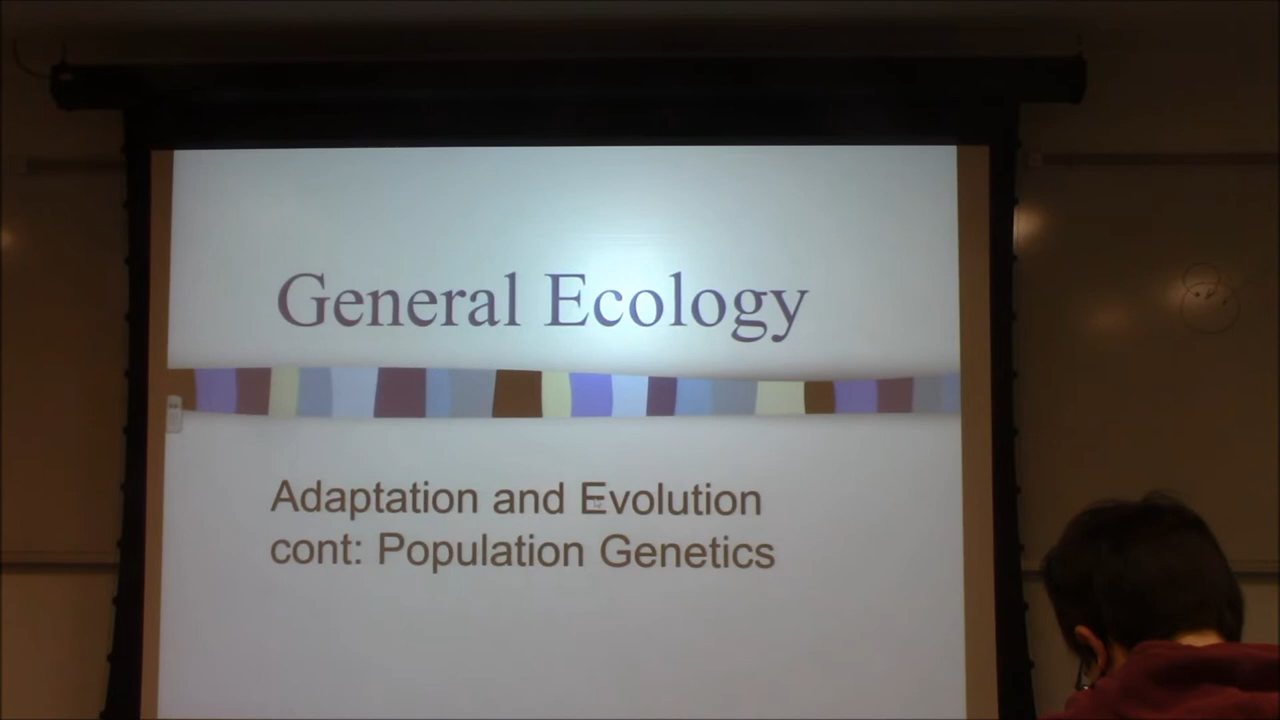 General Ecology
Adaptation and Evolution
cont: Population Genetics